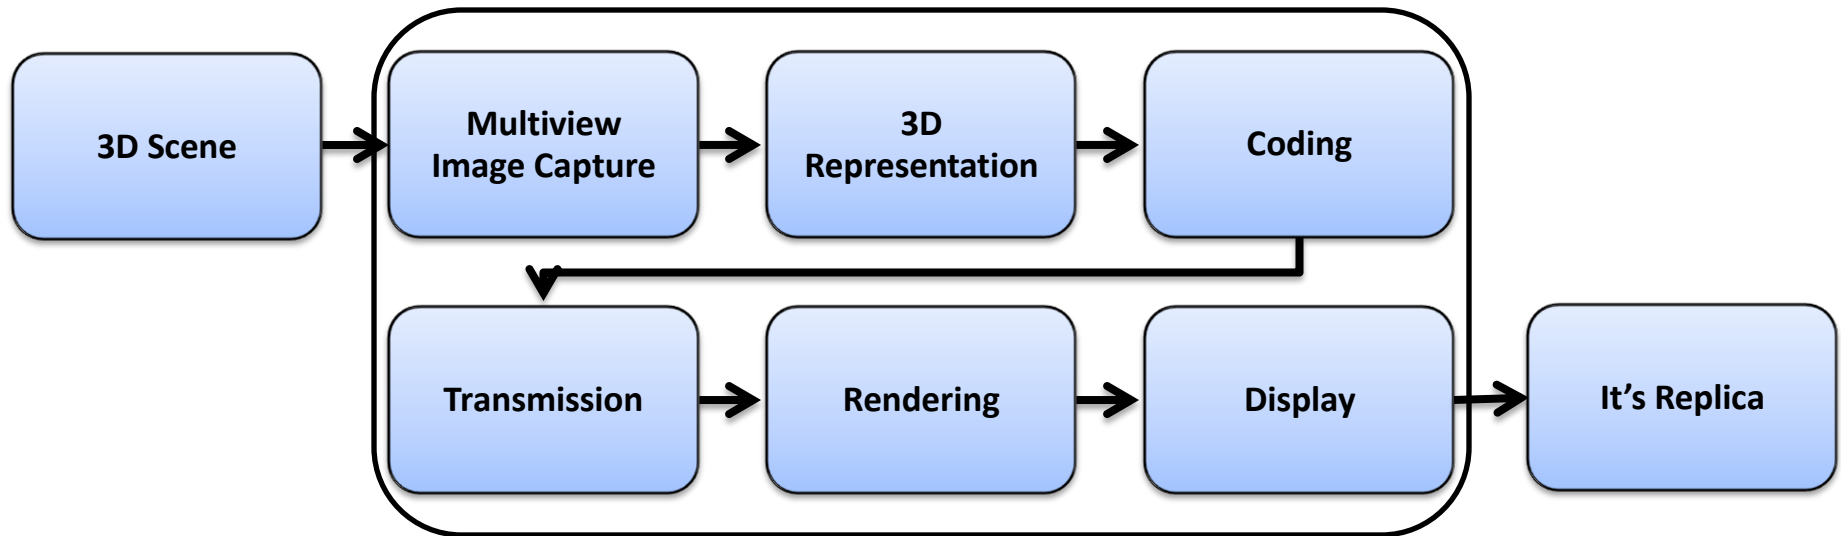 3D Scene
Multiview
Image Capture
3D
Representation
Coding
Transmission
Rendering
Display
It’s Replica